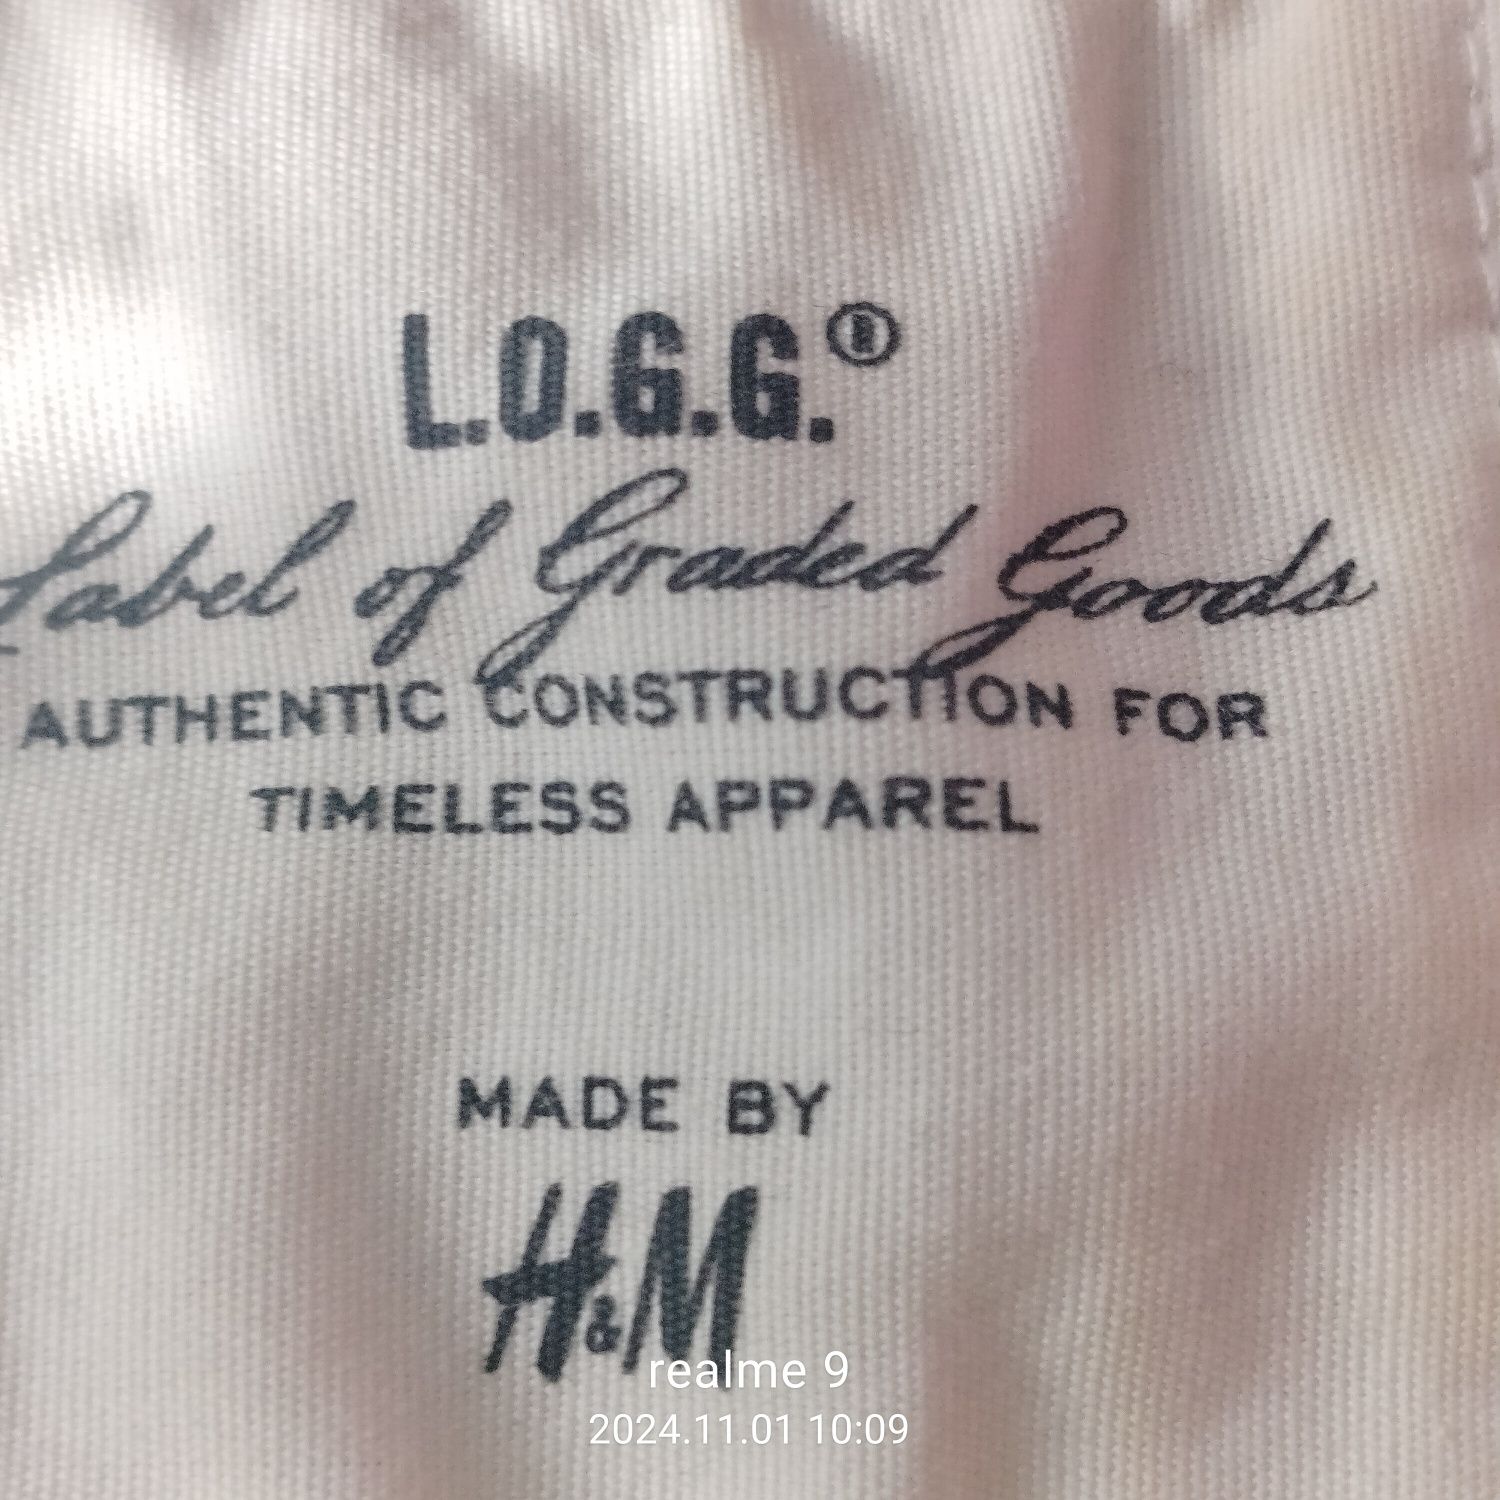 L.O.G.G.®
Label of Graded Goods
AUTHENTIC CONSTRUCTION FOR
TIMELESS APPAREL
MADE BY
H&M
realme 9
2024.11.01 10:09